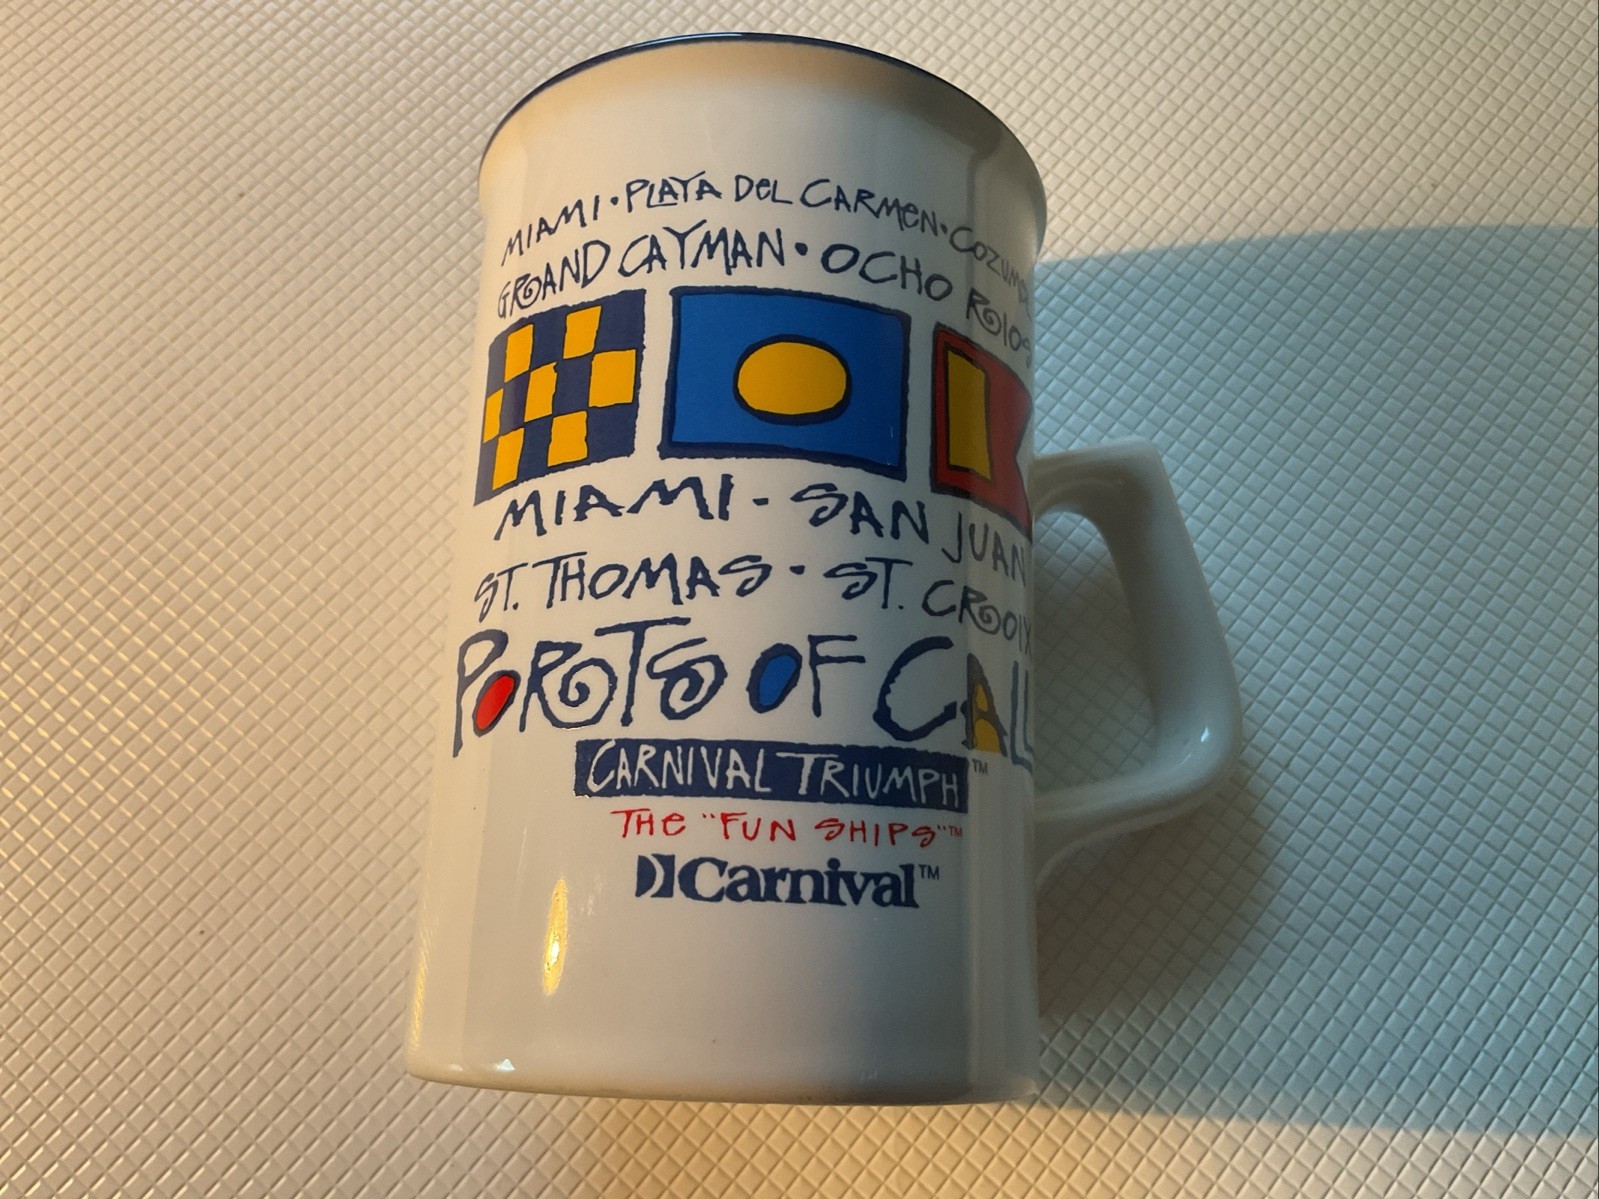 MIAMI • PLAYA DEL CARMEN • COZUMEL
GRAND CAYMAN • OCHO RIOS
MIAMI - SAN JUAN
ST. THOMAS • ST. CROIX
PORTS OF CALL
CARNIVAL TRIUMPH™
THE "FUN SHIPS"™
Carnival™